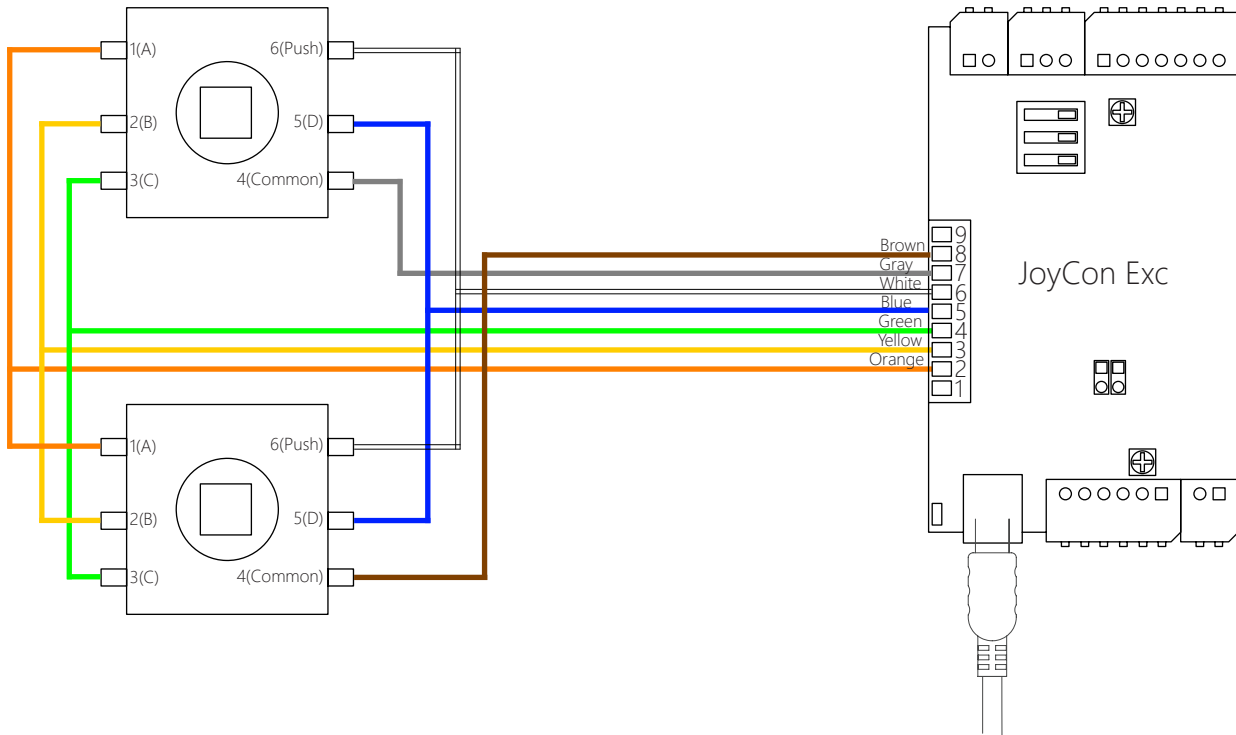 1(A)
6(Push)
2(B)
5(D)
3(C)
4(Common)
Brown
Gray
White
Blue
Green
Yellow
Orange
9
8
7
6
5
4
3
2
1
JoyCon Exc
1(A)
6(Push)
2(B)
5(D)
3(C)
4(Common)